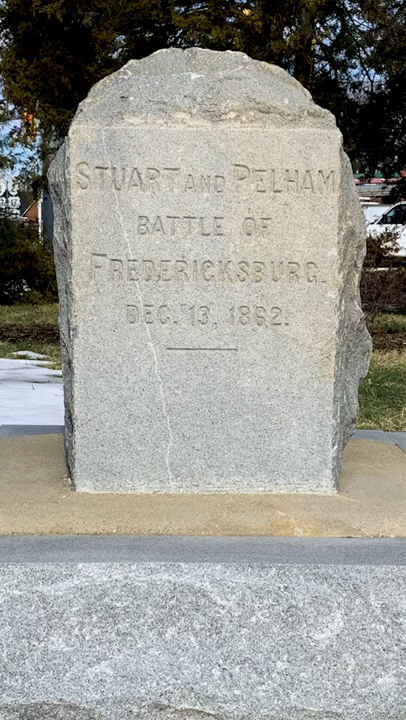 STUART AND PELHAM
BATTLE OF
FREDERICKSBURG.
DEC. 13, 1862.